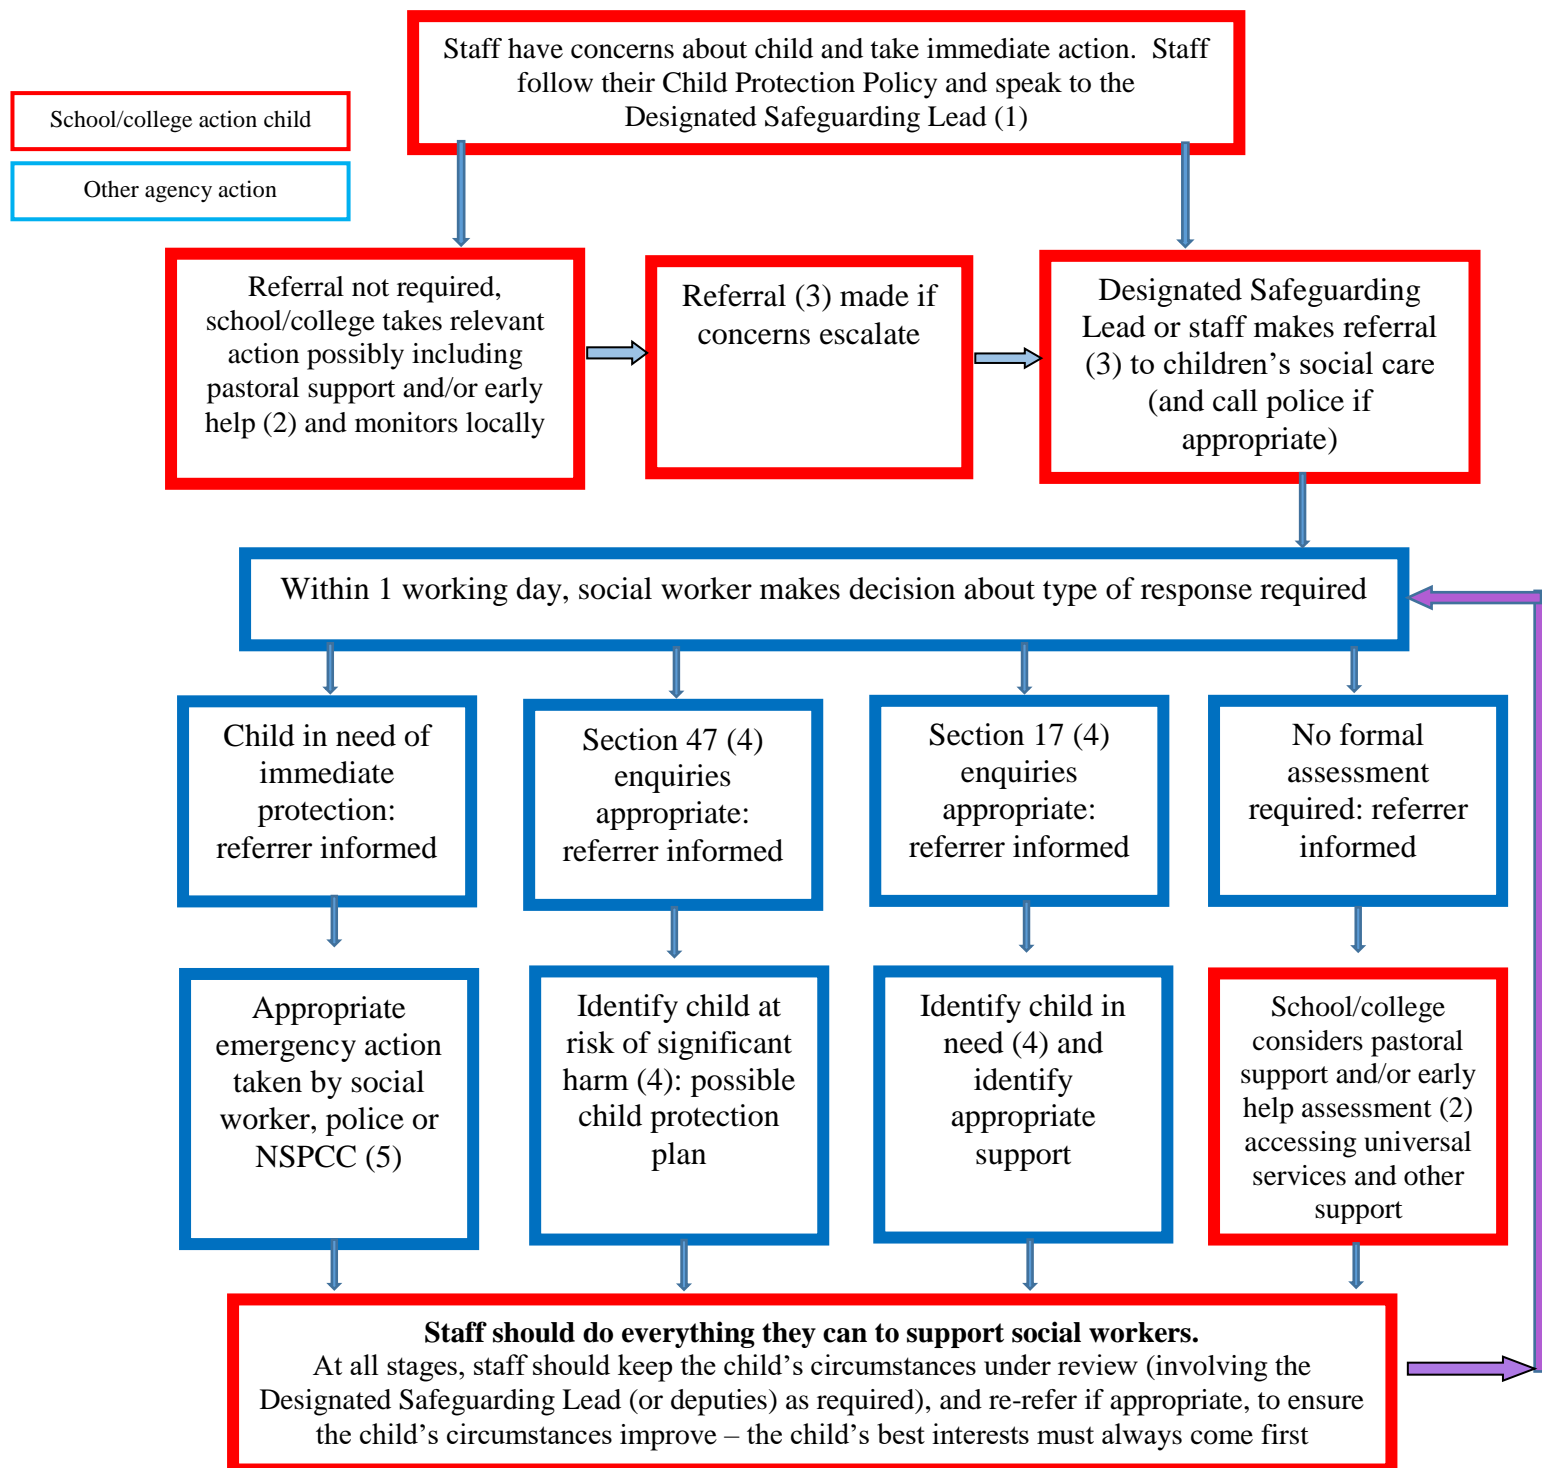 Staff have concerns about child and take immediate action.  Staff
follow their Child Protection Policy and speak to the
Designated Safeguarding Lead (1)
School/college action child
Other agency action
Referral not required,
school/college takes relevant
action possibly including
pastoral support and/or early
help (2) and monitors locally
Referral (3) made if
concerns escalate
Designated Safeguarding
Lead or staff makes referral
(3) to children’s social care
(and call police if
appropriate)
Within 1 working day, social worker makes decision about type of response required
Child in need of
immediate
protection:
referrer informed
Section 47 (4)
enquiries
appropriate:
referrer informed
Section 17 (4)
enquiries
appropriate:
referrer informed
No formal
assessment
required: referrer
informed
Appropriate
emergency action
taken by social
worker, police or
NSPCC (5)
Identify child at
risk of significant
harm (4): possible
child protection
plan
Identify child in
need (4) and
identify
appropriate
support
School/college
considers pastoral
support and/or early
help assessment (2)
accessing universal
services and other
support
Staff should do everything they can to support social workers.
At all stages, staff should keep the child’s circumstances under review (involving the
Designated Safeguarding Lead (or deputies) as required), and re-refer if appropriate, to ensure
the child’s circumstances improve – the child’s best interests must always come first